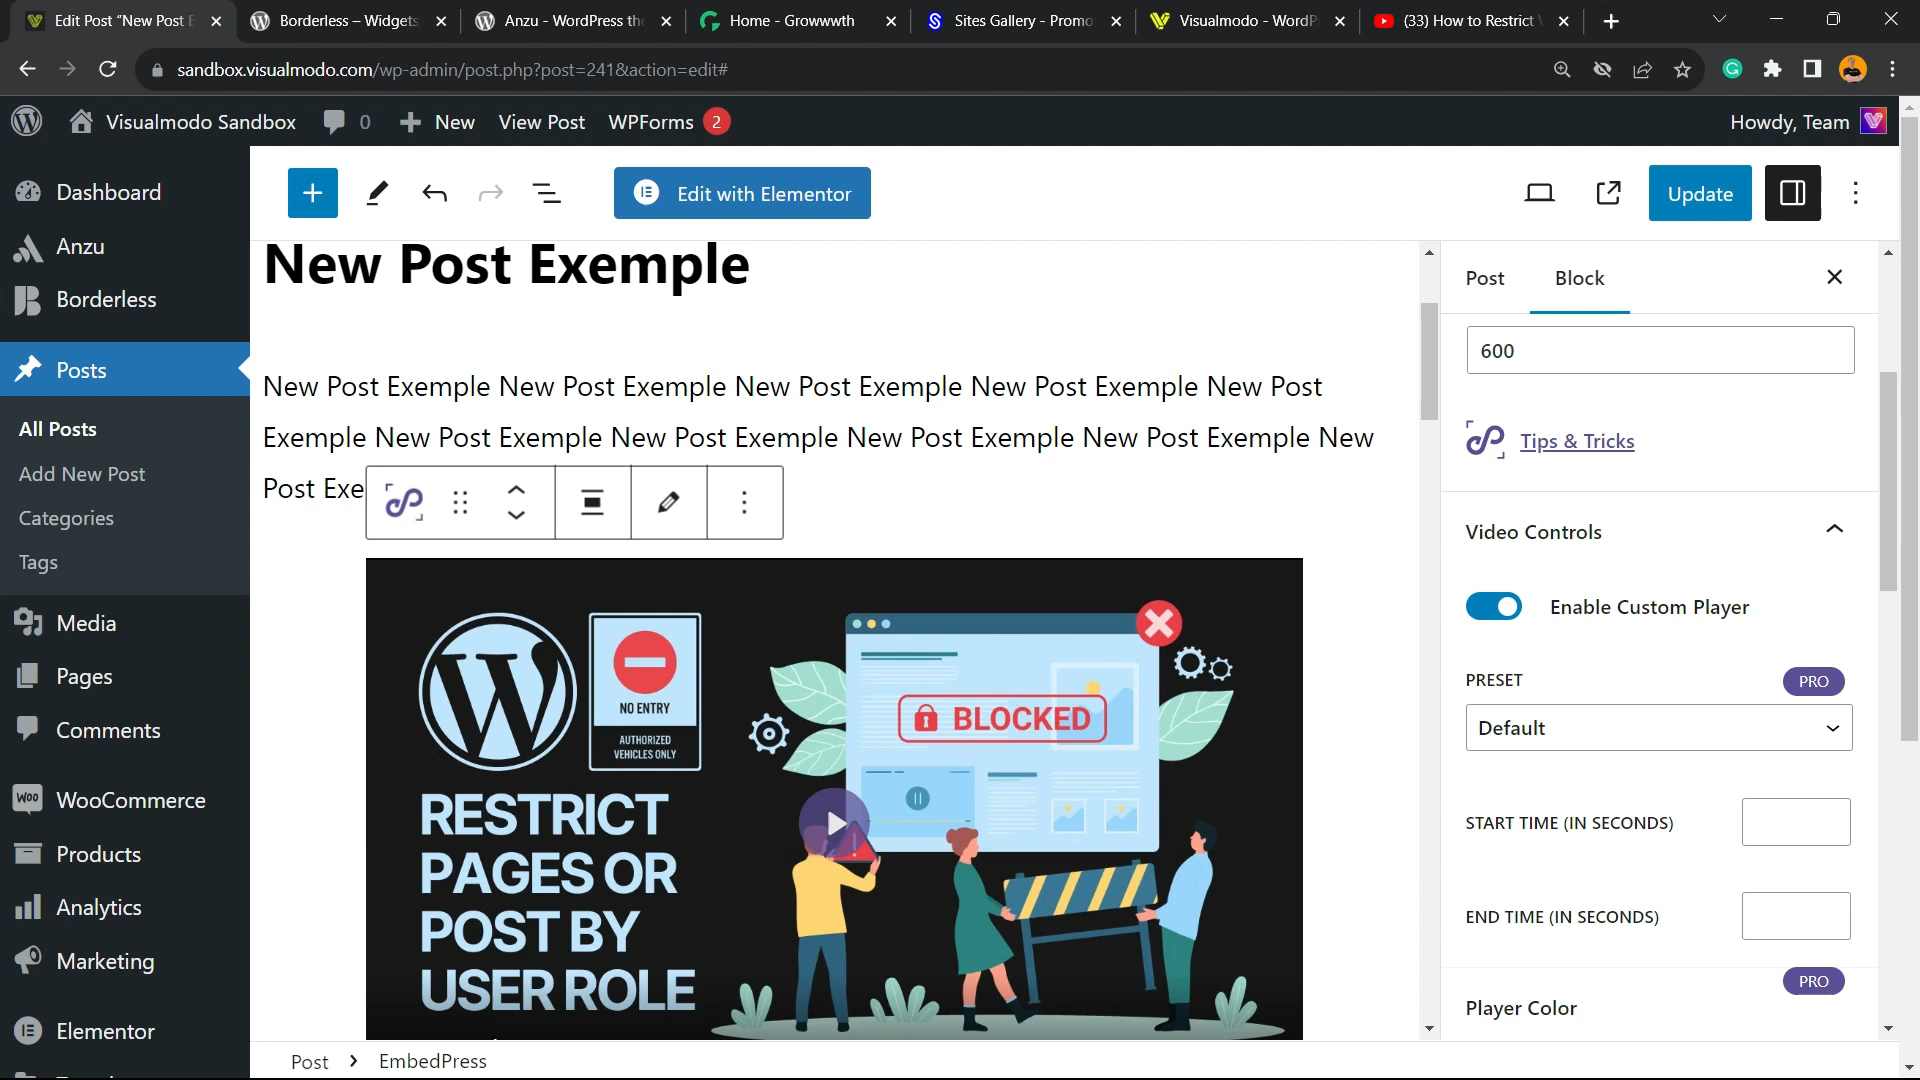 Edit Post “New Post E
Borderless – Widgets
Anzu - WordPress the
Home - Growwwth
Sites Gallery - Promo
Visualmodo - WordP
(33) How to Restrict
sandbox.visualmodo.com/wp-admin/post.php?post=241&action=edit#
Visualmodo Sandbox
0
New
View Post
WPForms 2
Howdy, Team
Dashboard
Anzu
Borderless
Posts
All Posts
Add New Post
Categories
Tags
Media
Pages
Comments
Woo WooCommerce
Products
Analytics
Marketing
Elementor
Edit with Elementor
Update
New Post Exemple
New Post Exemple New Post Exemple New Post Exemple New Post Exemple New Post
Exemple New Post Exemple New Post Exemple New Post Exemple New Post Exemple New
Post Exe
NO ENTRY
AUTHORIZED
VEHICLES ONLY
BLOCKED
RESTRICT
PAGES OR
POST BY
USER ROLE
Post
EmbedPress
Post
Block
600
Tips & Tricks
Video Controls
Enable Custom Player
PRESET
PRO
Default
START TIME (IN SECONDS)
END TIME (IN SECONDS)
PRO
Player Color